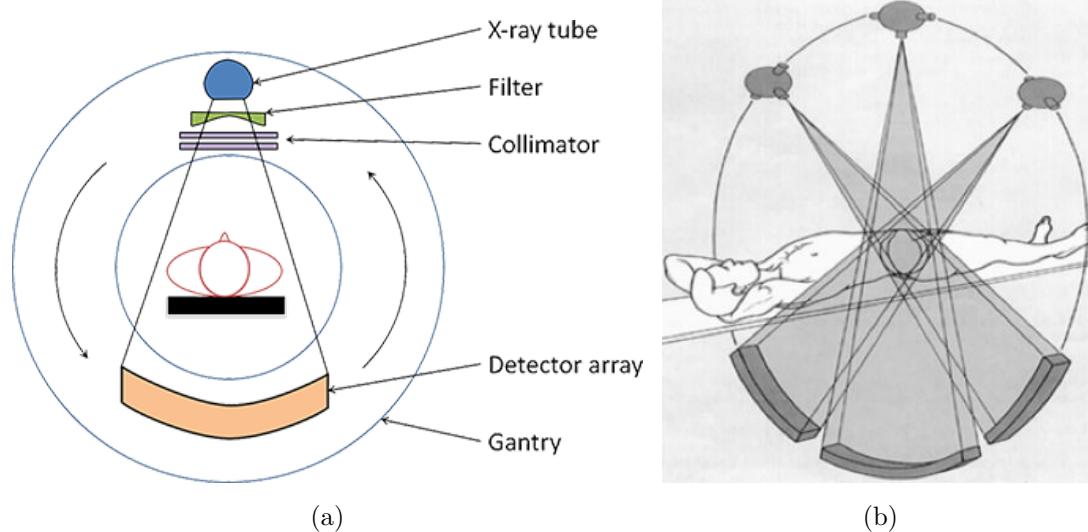 X-ray tube
Filter
Collimator
Detector array
Gantry
(a)
(b)